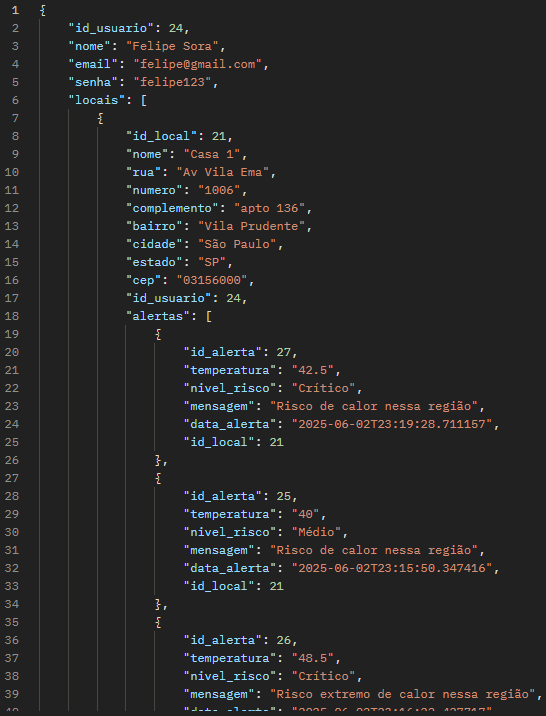 1 {
2 "id_usuario": 24,
3 "nome": "Felipe Sora",
4 "email": "felipe@gmail.com",
5 "senha": "felipe123",
6 "locais": [
7 {
8 "id_local": 21,
9 "nome": "Casa 1",
10 "rua": "Av Vila Ema",
11 "numero": "1006",
12 "complemento": "apto 136",
13 "bairro": "Vila Prudente",
14 "cidade": "São Paulo",
15 "estado": "SP",
16 "cep": "03156000",
17 "id_usuario": 24,
18 "alertas": [
19 {
20 "id_alerta": 27,
21 "temperatura": "42.5",
22 "nivel_risco": "Crítico",
23 "mensagem": "Risco de calor nessa região",
24 "data_alerta": "2025-06-02T23:19:28.711157",
25 "id_local": 21
26 },
27 {
28 "id_alerta": 25,
29 "temperatura": "40",
30 "nivel_risco": "Médio",
31 "mensagem": "Risco de calor nessa região",
32 "data_alerta": "2025-06-02T23:15:50.347416",
33 "id_local": 21
34 },
35 {
36 "id_alerta": 26,
37 "temperatura": "48.5",
38 "nivel_risco": "Crítico",
39 "mensagem": "Risco extremo de calor nessa região",
40 "data_alerta":